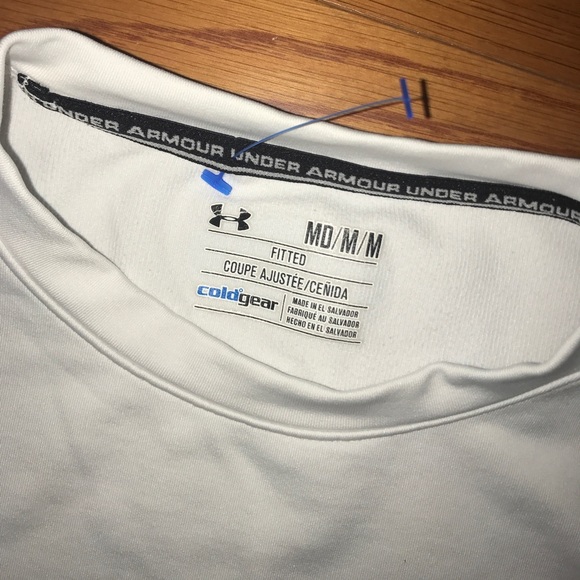 UNDER ARMOUR UNDER ARMOUR UNDER ARMOUR
MD/M/M
FITTED
COUPE AJUSTÉE/CEÑIDA
coldgear
MADE IN EL SALVADOR
FABRIQUÉ AU SALVADOR
HECHO EN EL SALVADOR